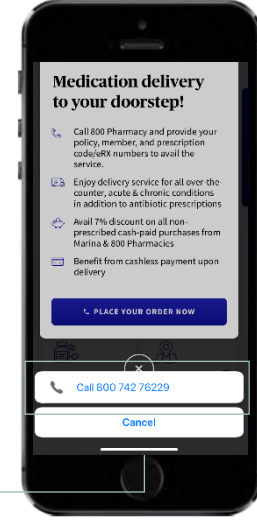 Medication delivery
to your doorstep!
Call 800 Pharmacy and provide your
policy, member, and prescription
code/eRX numbers to avail the
service.
Enjoy delivery service for all over-the-
counter, acute & chronic conditions
in addition to antibiotic prescriptions
Avail 7% discount on all non-
prescribed cash-paid purchases from
Marina & 800 Pharmacies
Benefit from cashless payment upon
delivery
PLACE YOUR ORDER NOW
Call 800 742 76229
Cancel